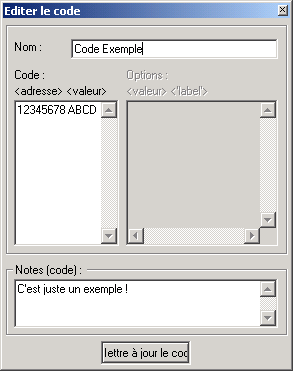 Editer le code
Nom :
Code Exemple
Code :
Options :
<adresse> <valeur>
<valeur> <'label'>
12345678 ABCD
Notes (code) :
C'est juste un exemple !
lettre à jour le coc